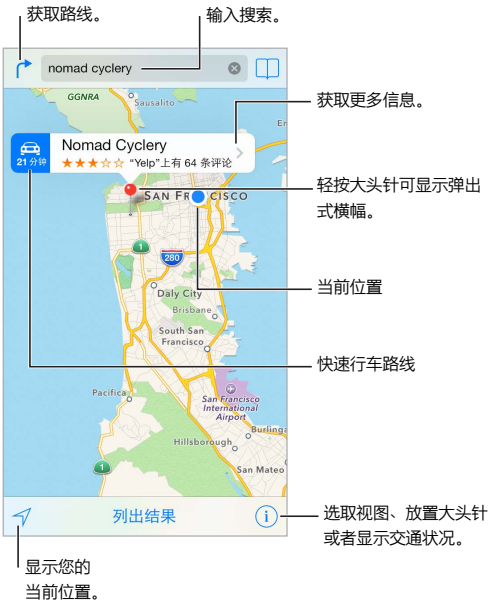 获取路线。
输入搜索。
nomad cyclery
GGNRA
Sausalito
获取更多信息。
21分钟
Nomad Cyclery
“Yelp”上有 64 条评论
轻按大头针可显示弹出
式横幅。
SAN FR CISCO
1
280
当前位置
Daly City
Brisbane
South San
Francisco
快速行车路线
Pacifica
San Francisco
International
Airport
Burlinga
Hillsborough
1
San Mateo
列出结果
选取视图、放置大头针
或者显示交通状况。
显示您的
当前位置。